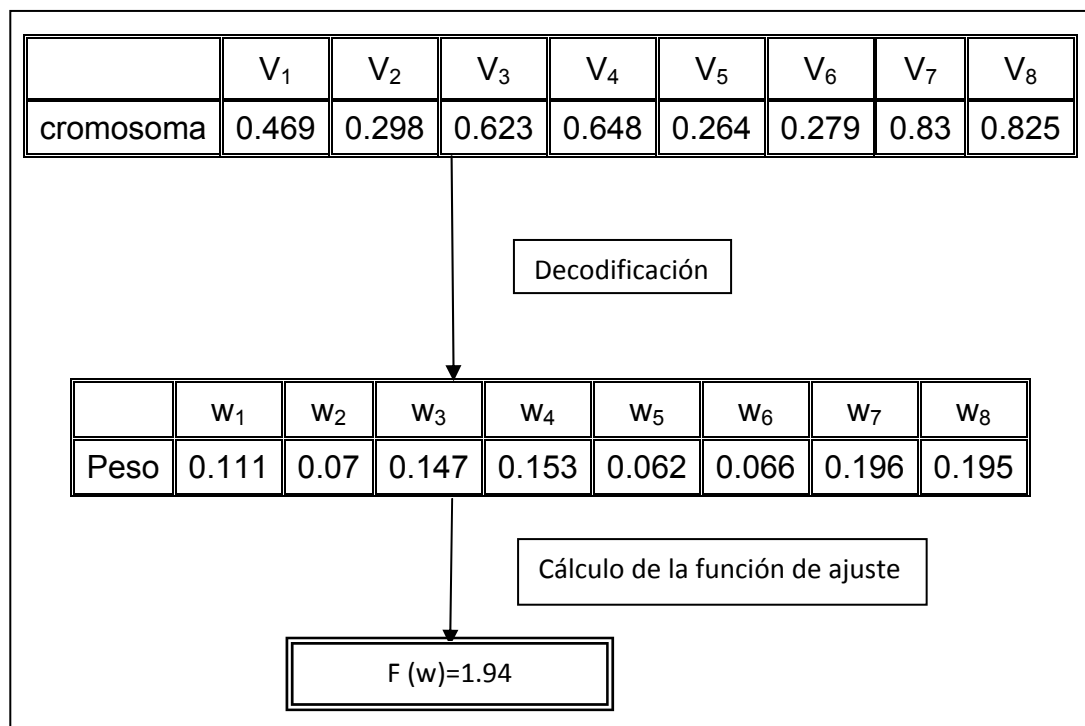 V₁ V₂ V₃ V₄ V₅ V₆ V₇ V₈
cromosoma 0.469 0.298 0.623 0.648 0.264 0.279 0.83 0.825
Decodificación
w₁ w₂ w₃ w₄ w₅ w₆ w₇ w₈
Peso 0.111 0.07 0.147 0.153 0.062 0.066 0.196 0.195
Cálculo de la función de ajuste
F (w)=1.94